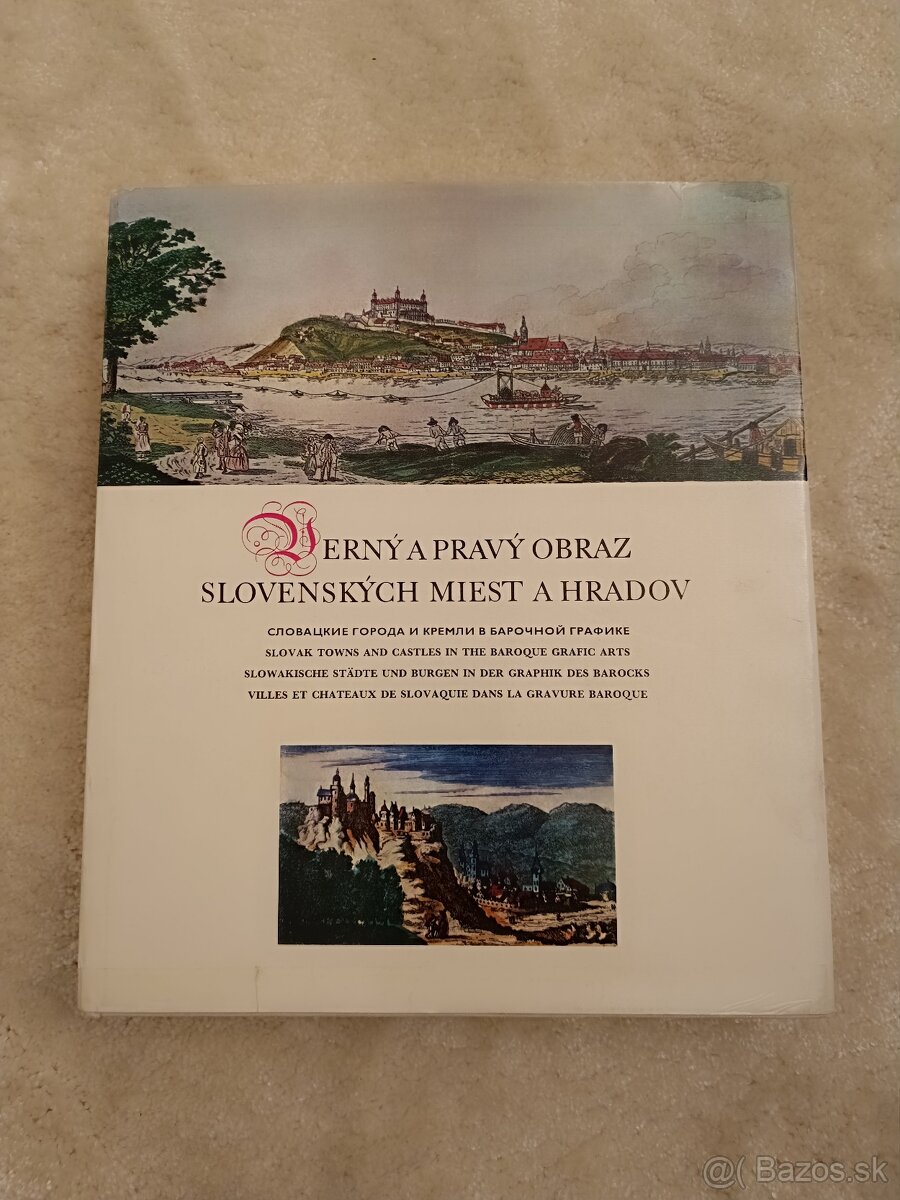 VERNÝ A PRAVÝ OBRAZ
SLOVENSKÝCH MIEST A HRADOV
СЛОВАЦКИЕ ГОРОДА И КРЕМЛИ В БАРОЧНОЙ ГРАФИКЕ
SLOVAK TOWNS AND CASTLES IN THE BAROQUE GRAFIC ARTS
SLOWAKISCHE STÄDTE UND BURGEN IN DER GRAPHIK DES BAROCKS
VILLES ET CHATEAUX DE SLOVAQUIE DANS LA GRAVURE BAROQUE
@( Bazos.sk